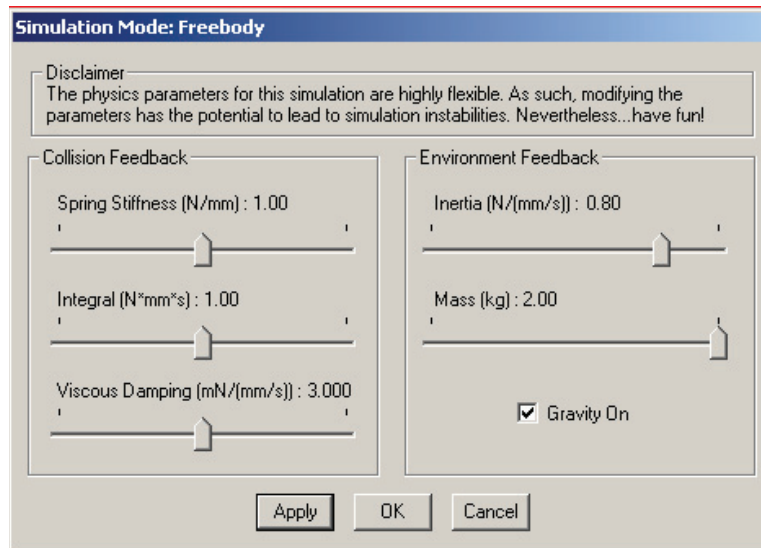 Simulation Mode: Freebody
Disclaimer
The physics parameters for this simulation are highly flexible. As such, modifying the
parameters has the potential to lead to simulation instabilities. Nevertheless...have fun!
Collision Feedback
Spring Stiffness (N/mm) : 1.00
Integral (N*mm*s) : 1.00
Viscous Damping (mN/(mm/s)) : 3.000
Environment Feedback
Inertia (N/(mm/s)) : 0.80
Mass (kg) : 2.00
Gravity On
Apply
OK
Cancel